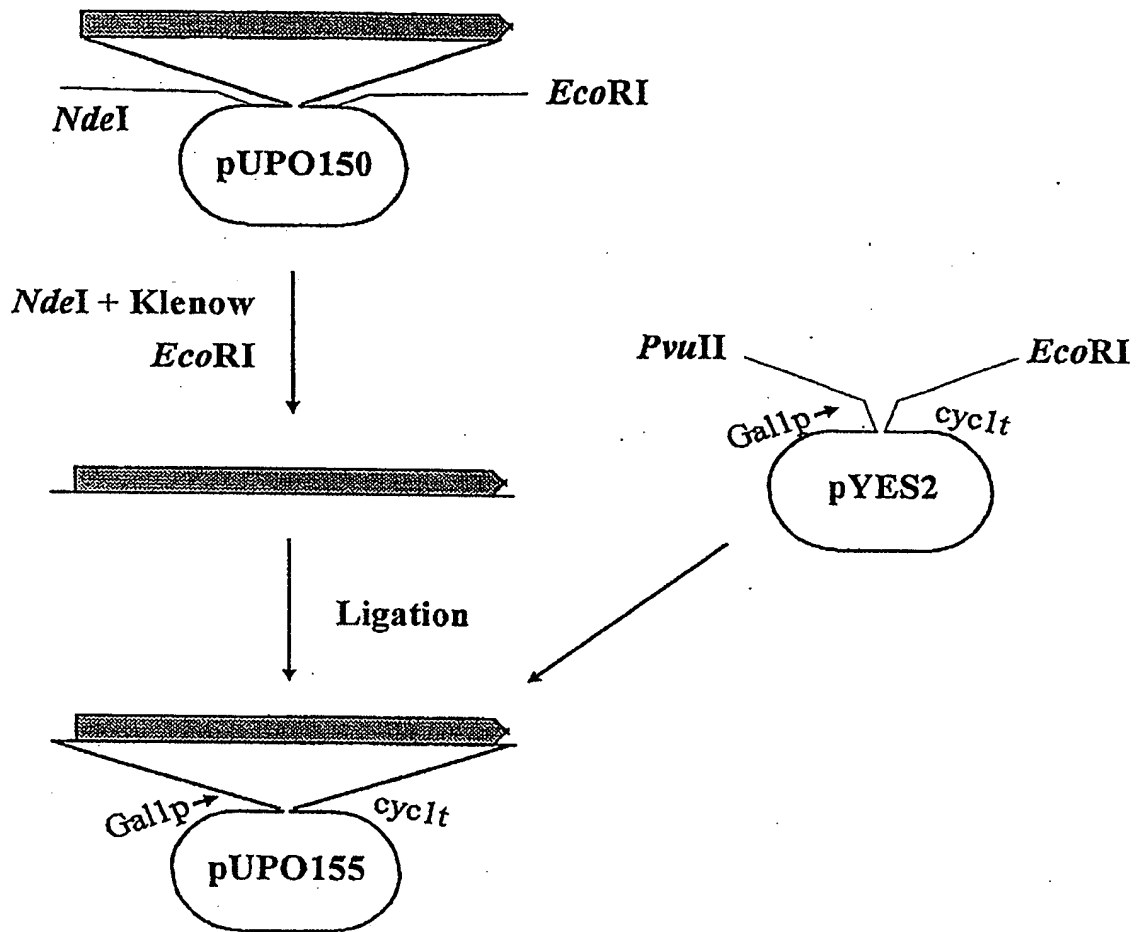 NdeI
EcoRI
pUPO150
NdeI + Klenow
EcoRI
PvuII
EcoRI
Gal1p→
cyc1t
pYES2
Ligation
Gal1p→
cyc1t
pUPO155